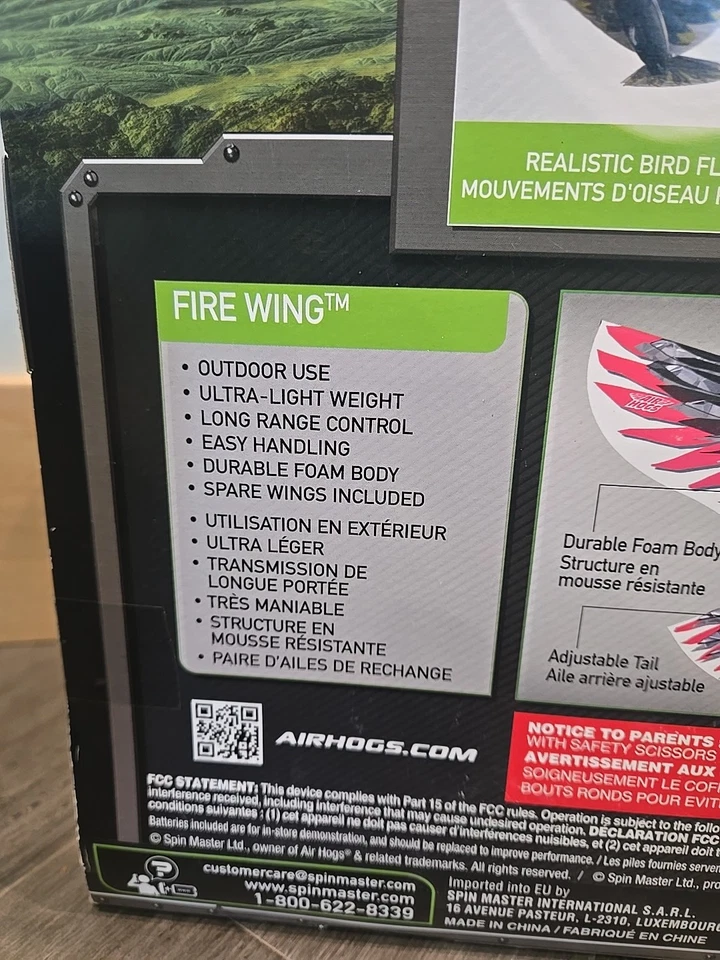 REALISTIC BIRD FL
MOUVEMENTS D'OISEAU
FIRE WING™
• OUTDOOR USE
• ULTRA-LIGHT WEIGHT
• LONG RANGE CONTROL
• EASY HANDLING
• DURABLE FOAM BODY
• SPARE WINGS INCLUDED
• UTILISATION EN EXTÉRIEUR
• ULTRA LÉGER
• TRANSMISSION DE
LONGUE PORTÉE
• TRÈS MANIABLE
• STRUCTURE EN
MOUSSE RÉSISTANTE
• PAIRE D'AILES DE RECHANGE
AIR
HOGS
Durable Foam Body
Structure en
mousse résistante
Adjustable Tail
Aile arrière ajustable
AIRHOGS.COM
NOTICE TO PARENTS
WITH SAFETY SCISSORS
AVERTISSEMENT AUX
SOIGNEUSEMENT LE COF
BOUTS RONDS POUR EVIT
FCC STATEMENT: This device complies with Part 15 of the FCC rules. Operation is subject to the follo
interference received, including interference that may cause undesired operation. DÉCLARATION FCC
conditions suivantes : (1) cet appareil ne doit pas causer d'interférences nuisibles, et (2) cet appareil doit t
Batteries included are for in-store demonstration, and should be replaced to improve performance. / Les piles fournies serven
© Spin Master Ltd., owner of Air Hogs® & related trademarks. All rights reserved. / © Spin Master Ltd., pro
?
customercare@spinmaster.com
www.spinmaster.com
1-800-622-8339
Imported into EU by
SPIN MASTER INTERNATIONAL S.A.R.L.
16 AVENUE PASTEUR, L-2310, LUXEMBOURG
MADE IN CHINA / FABRIQUÉ EN CHINE